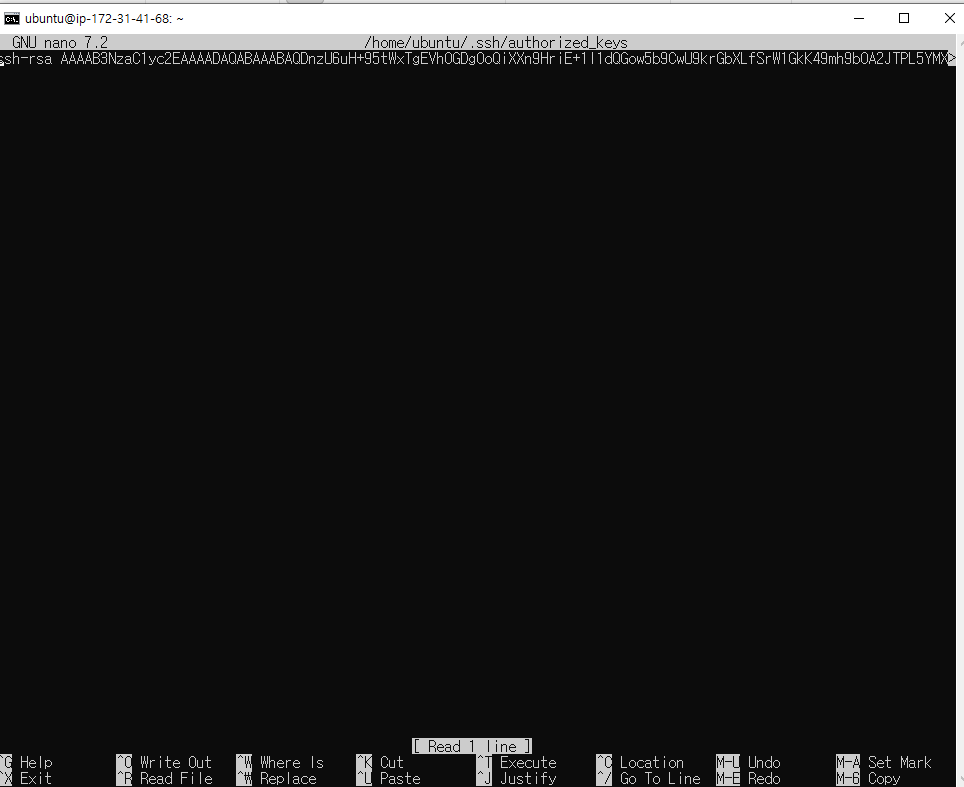 ubuntu@ip-172-31-41-68: ~
GNU nano 7.2 /home/ubuntu/.ssh/authorized_keys
ssh-rsa AAAAB3NzaC1yc2EAAAADAQABAAABAQDnzU6uH+95tWxTgEVhOGDgOoQiXXn9HriE+1l1dQGow5b9CwU9krGbXLfSrW1GkK49mh9bOA2JTPL5YMX>
[ Read 1 line ]
^G Help ^O Write Out ^W Where Is ^K Cut ^T Execute ^C Location M-U Undo M-A Set Mark
^X Exit ^R Read File ^\ Replace ^U Paste ^J Justify ^/ Go To Line M-E Redo M-6 Copy